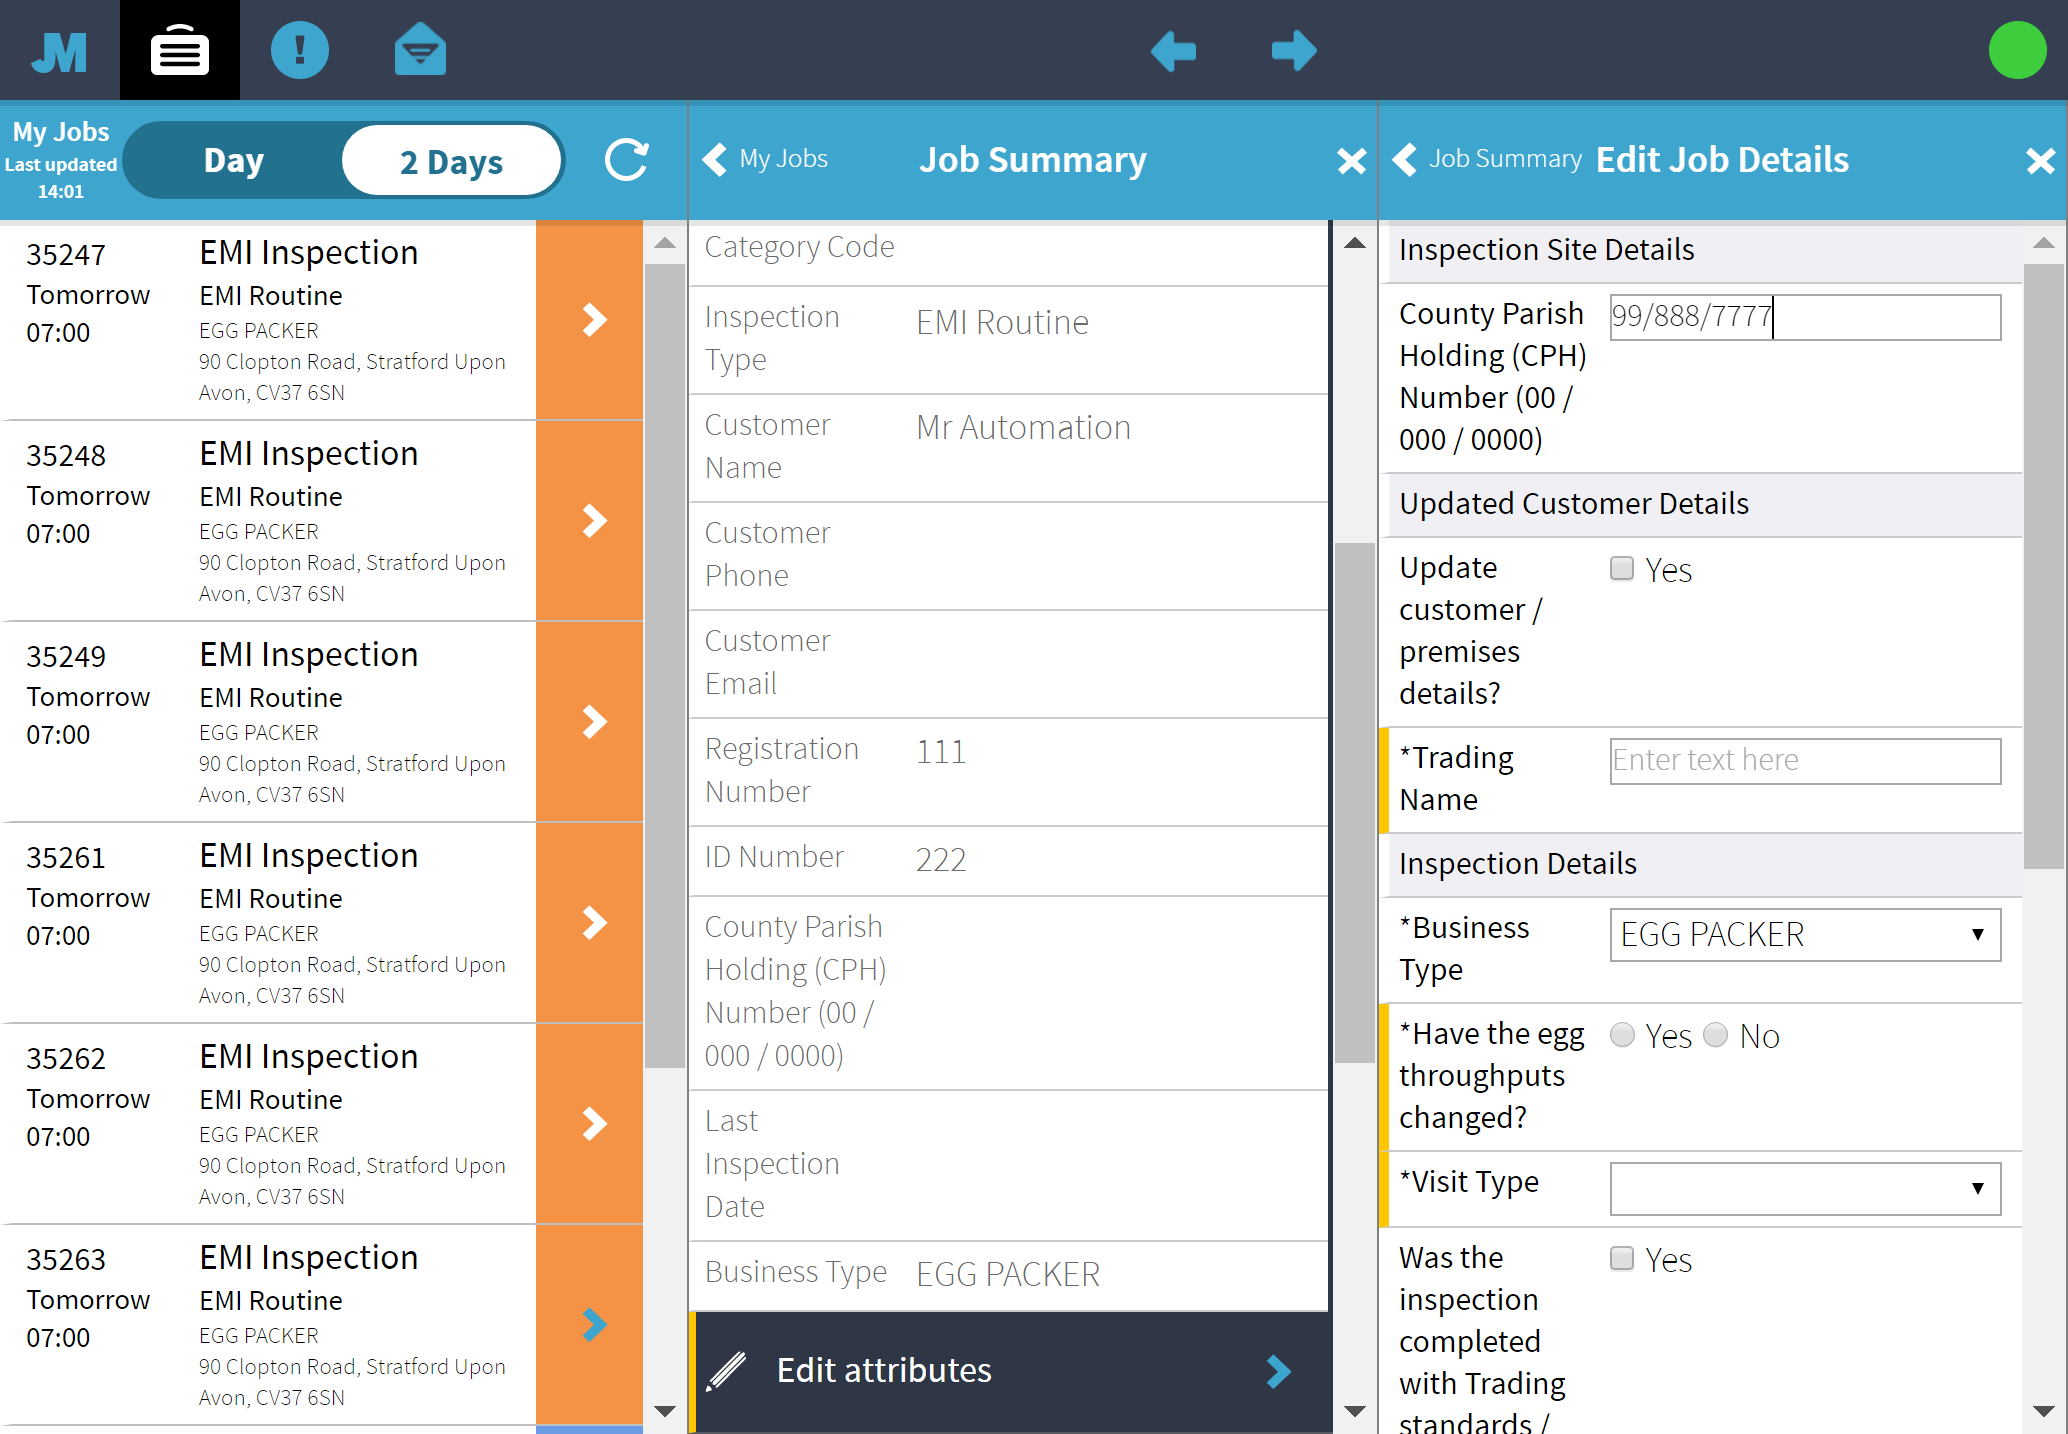 JM
My Jobs
Last updated
14:01
Day
2 Days
My Jobs
Job Summary
Job Summary
Edit Job Details
35247
Tomorrow
07:00
EMI Inspection
EMI Routine
EGG PACKER
90 Clopton Road, Stratford Upon
Avon, CV37 6SN
35248
Tomorrow
07:00
EMI Inspection
EMI Routine
EGG PACKER
90 Clopton Road, Stratford Upon
Avon, CV37 6SN
35249
Tomorrow
07:00
EMI Inspection
EMI Routine
EGG PACKER
90 Clopton Road, Stratford Upon
Avon, CV37 6SN
35261
Tomorrow
07:00
EMI Inspection
EMI Routine
EGG PACKER
90 Clopton Road, Stratford Upon
Avon, CV37 6SN
35262
Tomorrow
07:00
EMI Inspection
EMI Routine
EGG PACKER
90 Clopton Road, Stratford Upon
Avon, CV37 6SN
35263
Tomorrow
07:00
EMI Inspection
EMI Routine
EGG PACKER
90 Clopton Road, Stratford Upon
Avon, CV37 6SN
Category Code
Inspection
Type
EMI Routine
Customer
Name
Mr Automation
Customer
Phone
Customer
Email
Registration
Number
111
ID Number
222
County Parish
Holding (CPH)
Number (00 /
000 / 0000)
Last
Inspection
Date
Business Type
EGG PACKER
Edit attributes
Inspection Site Details
County Parish
Holding (CPH)
Number (00 /
000 / 0000)
99/888/7777
Updated Customer Details
Update
customer /
premises
details?
Yes
*Trading
Name
Enter text here
Inspection Details
*Business
Type
EGG PACKER
*Have the egg
throughputs
changed?
Yes
No
*Visit Type
Was the
inspection
completed
with Trading
standards /
Yes